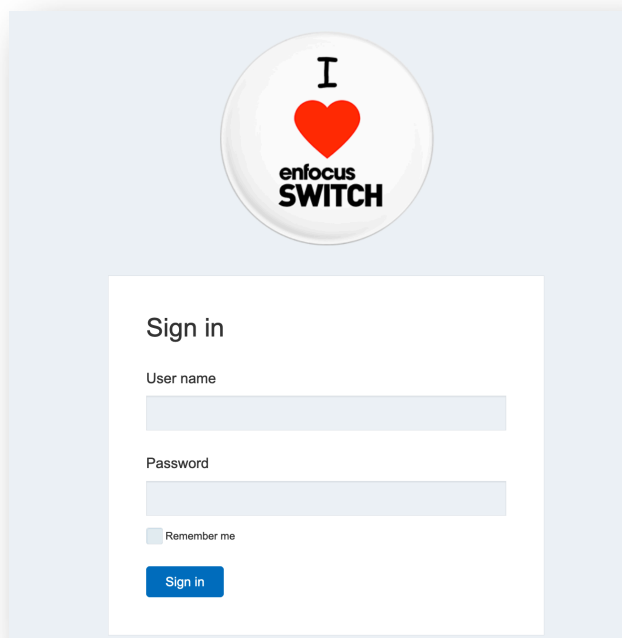 I
enfocus
SWITCH
Sign in
User name
Password
Remember me
Sign in